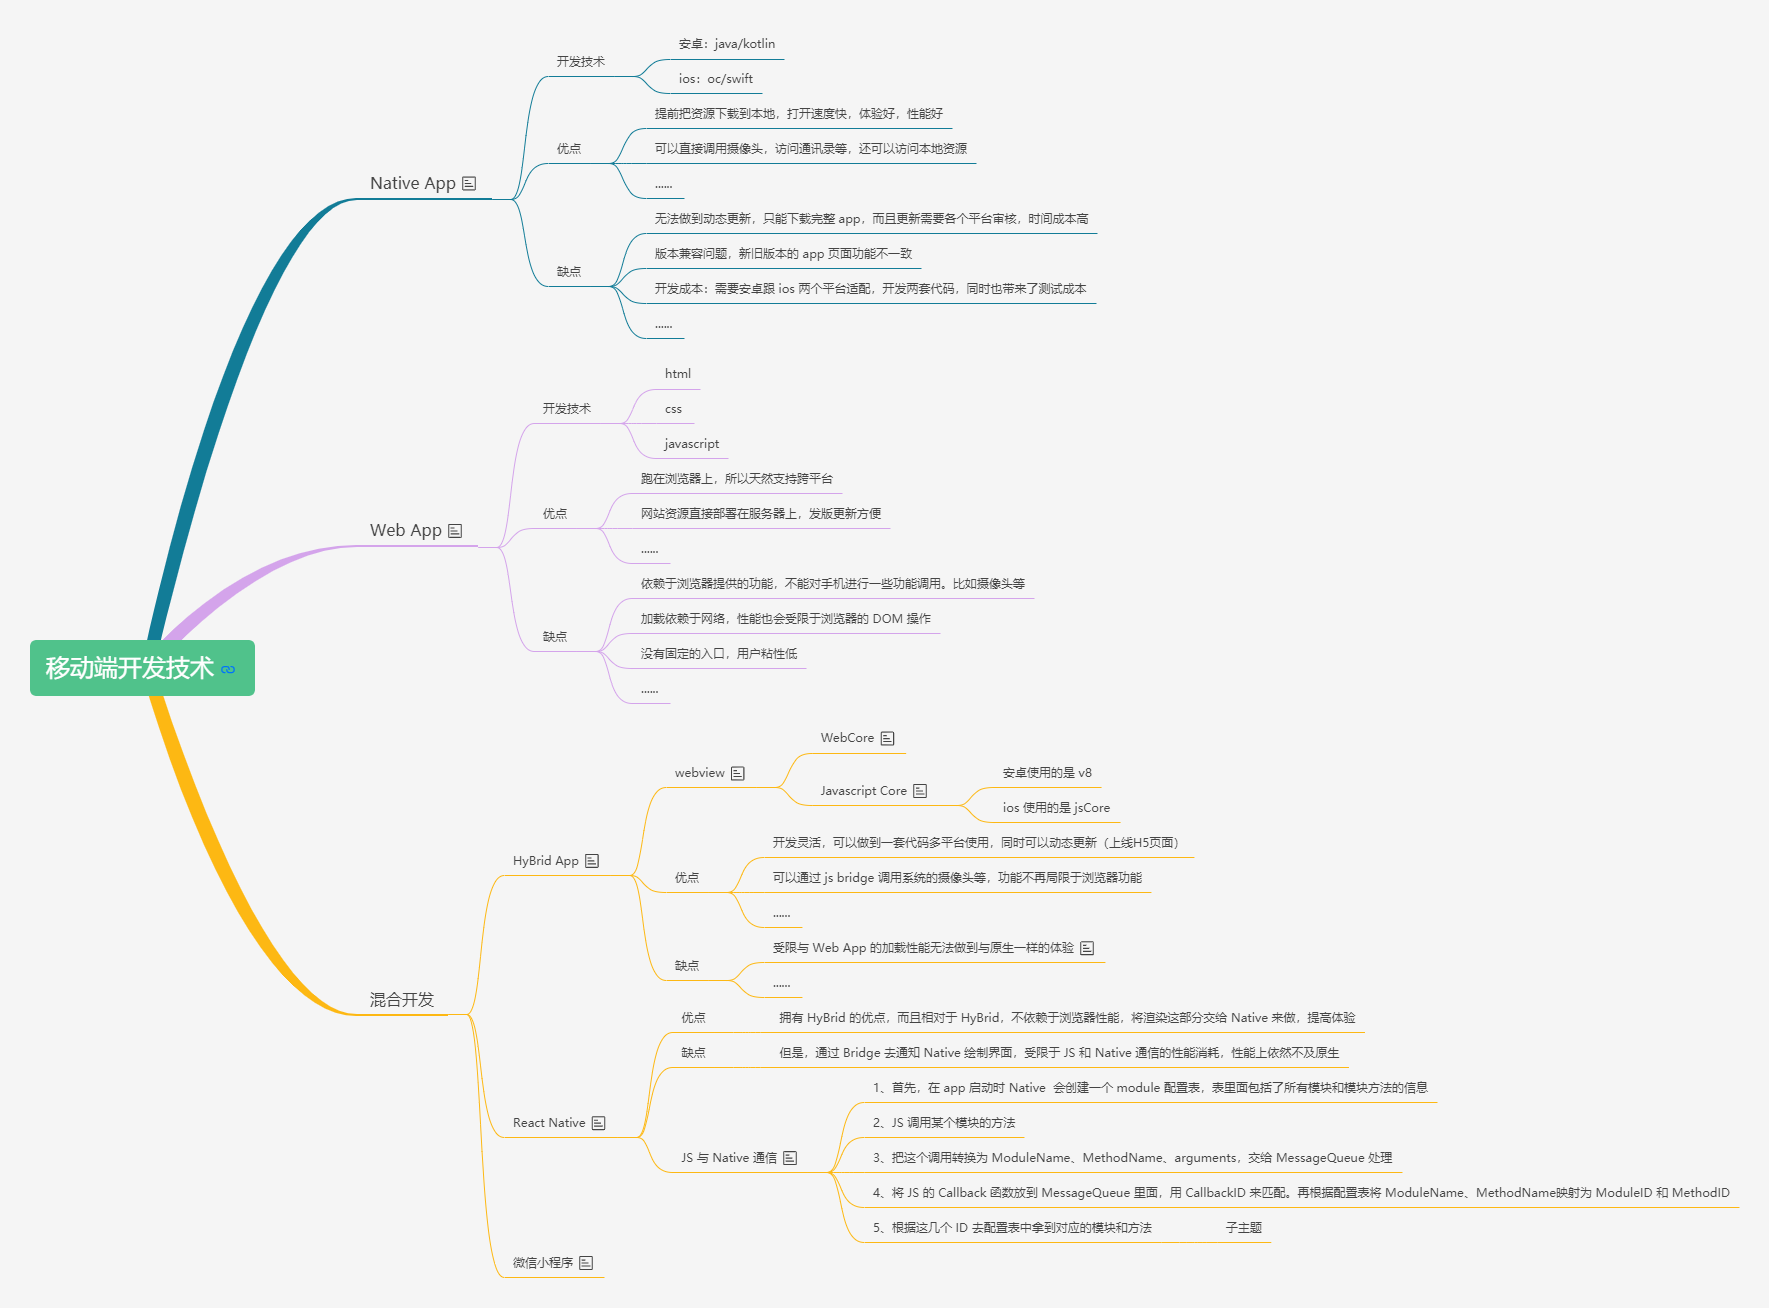 移动端开发技术
Native App
开发技术
安卓：java/kotlin
ios：oc/swift
优点
提前把资源下载到本地，打开速度快，体验好，性能好
可以直接调用摄像头，访问通讯录等，还可以访问本地资源
......
缺点
无法做到动态更新，只能下载完整 app，而且更新需要各个平台审核，时间成本高
版本兼容问题，新旧版本的 app 页面功能不一致
开发成本：需要安卓跟 ios 两个平台适配，开发两套代码，同时也带来了测试成本
......
Web App
开发技术
html
css
javascript
优点
跑在浏览器上，所以天然支持跨平台
网站资源直接部署在服务器上，发版更新方便
......
缺点
依赖于浏览器提供的功能，不能对手机进行一些功能调用。比如摄像头等
加载依赖于网络，性能也会受限于浏览器的 DOM 操作
没有固定的入口，用户粘性低
......
混合开发
HyBrid App
webview
WebCore
Javascript Core
安卓使用的是 v8
ios 使用的是 jsCore
优点
开发灵活，可以做到一套代码多平台使用，同时可以动态更新（上线H5页面）
可以通过 js bridge 调用系统的摄像头等，功能不再局限于浏览器功能
......
缺点
受限与 Web App 的加载性能无法做到与原生一样的体验
......
React Native
优点
拥有 HyBrid 的优点，而且相对于 HyBrid，不依赖于浏览器性能，将渲染这部分交给 Native 来做，提高体验
缺点
但是，通过 Bridge 去通知 Native 绘制界面，受限于 JS 和 Native 通信的性能消耗，性能上依然不及原生
JS 与 Native 通信
1、首先，在 app 启动时 Native  会创建一个 module 配置表，表里面包括了所有模块和模块方法的信息
2、JS 调用某个模块的方法
3、把这个调用转换为 ModuleName、MethodName、arguments，交给 MessageQueue 处理
4、将 JS 的 Callback 函数放到 MessageQueue 里面，用 CallbackID 来匹配。再根据配置表将 ModuleName、MethodName映射为 ModuleID 和 MethodID
5、根据这几个 ID 去配置表中拿到对应的模块和方法
子主题
微信小程序